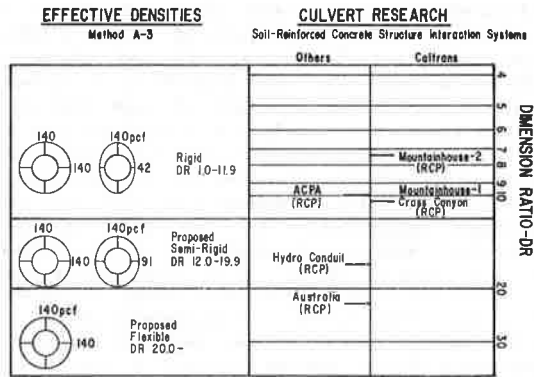 EFFECTIVE DENSITIES
Method A-3
CULVERT RESEARCH
Soil-Reinforced Concrete Structure Interaction Systems
Others
Caltrans
140
140
140pcf
42
Rigid
DR 1.0-11.9
140
140
140pcf
91
Proposed
Semi-Rigid
DR 12.0-19.9
140pcf
140
Proposed
Flexible
DR 20.0-
Mountainhouse-2
(RCP)
ACPA
(RCP)
Mountainhouse-1
Cross Canyon
(RCP)
Hydro Conduit
(RCP)
Australia
(RCP)
4
5
6
7
8
9
10
20
30
DIMENSION RATIO-DR